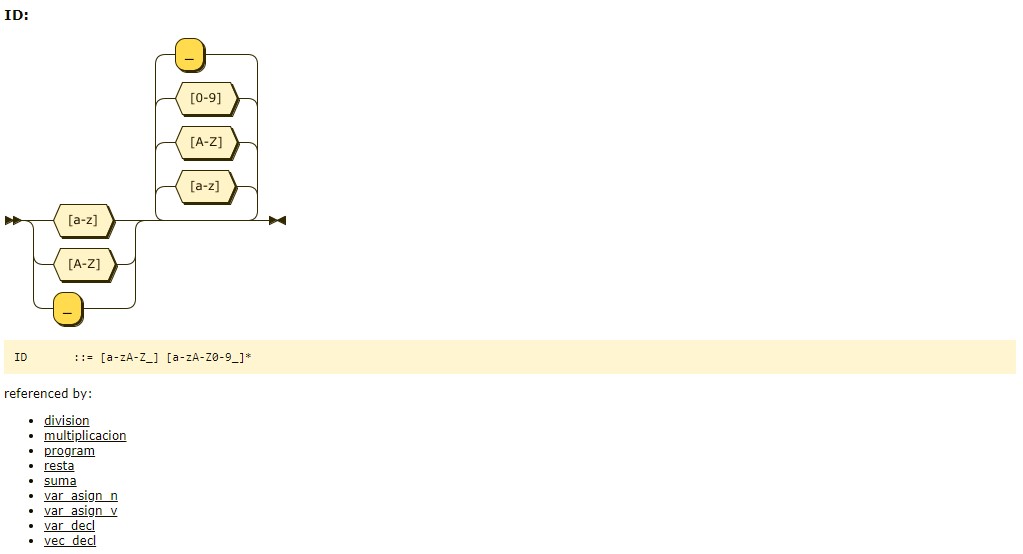 ID:
_
[0-9]
[A-Z]
[a-z]
[a-z]
[A-Z]
_
ID ::= [a-zA-Z_] [a-zA-Z0-9_]*
referenced by:
division
multiplicacion
program
resta
suma
var_asign_n
var_asign_v
var_decl
vec_decl